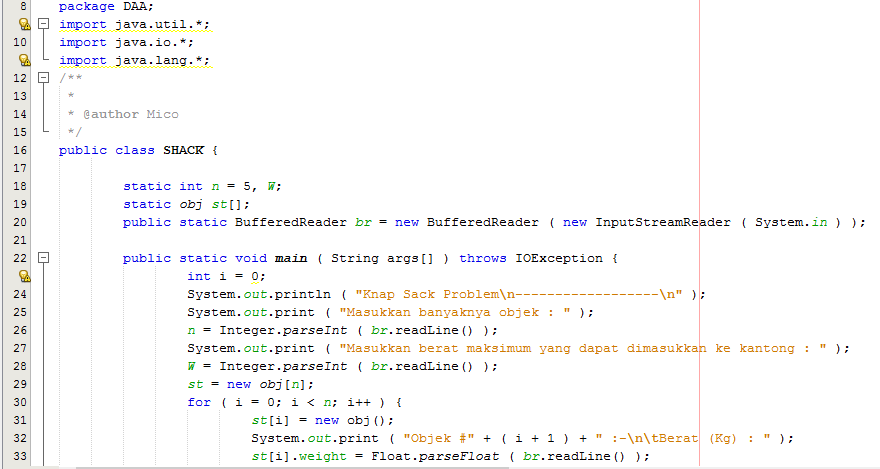 8 package DAA;
import java.util.*;
10 import java.io.*;
import java.lang.*;
12 /**
13 *
14 * @author Mico
15 */
16 public class SHACK {
17
18 static int n = 5, W;
19 static obj st[];
20 public static BufferedReader br = new BufferedReader ( new InputStreamReader ( System.in ) );
21
22 public static void main ( String args[] ) throws IOException {
int i = 0;
24 System.out.println ( "Knap Sack Problem\n------------------\n" );
25 System.out.print ( "Masukkan banyaknya objek : " );
26 n = Integer.parseInt ( br.readLine() );
27 System.out.print ( "Masukkan berat maksimum yang dapat dimasukkan ke kantong : " );
28 W = Integer.parseInt ( br.readLine() );
29 st = new obj[n];
30 for ( i = 0; i < n; i++ ) {
31 st[i] = new obj();
32 System.out.print ( "Objek #" + ( i + 1 ) + " :-\n\tBerat (Kg) : " );
33 st[i].weight = Float.parseFloat ( br.readLine() );